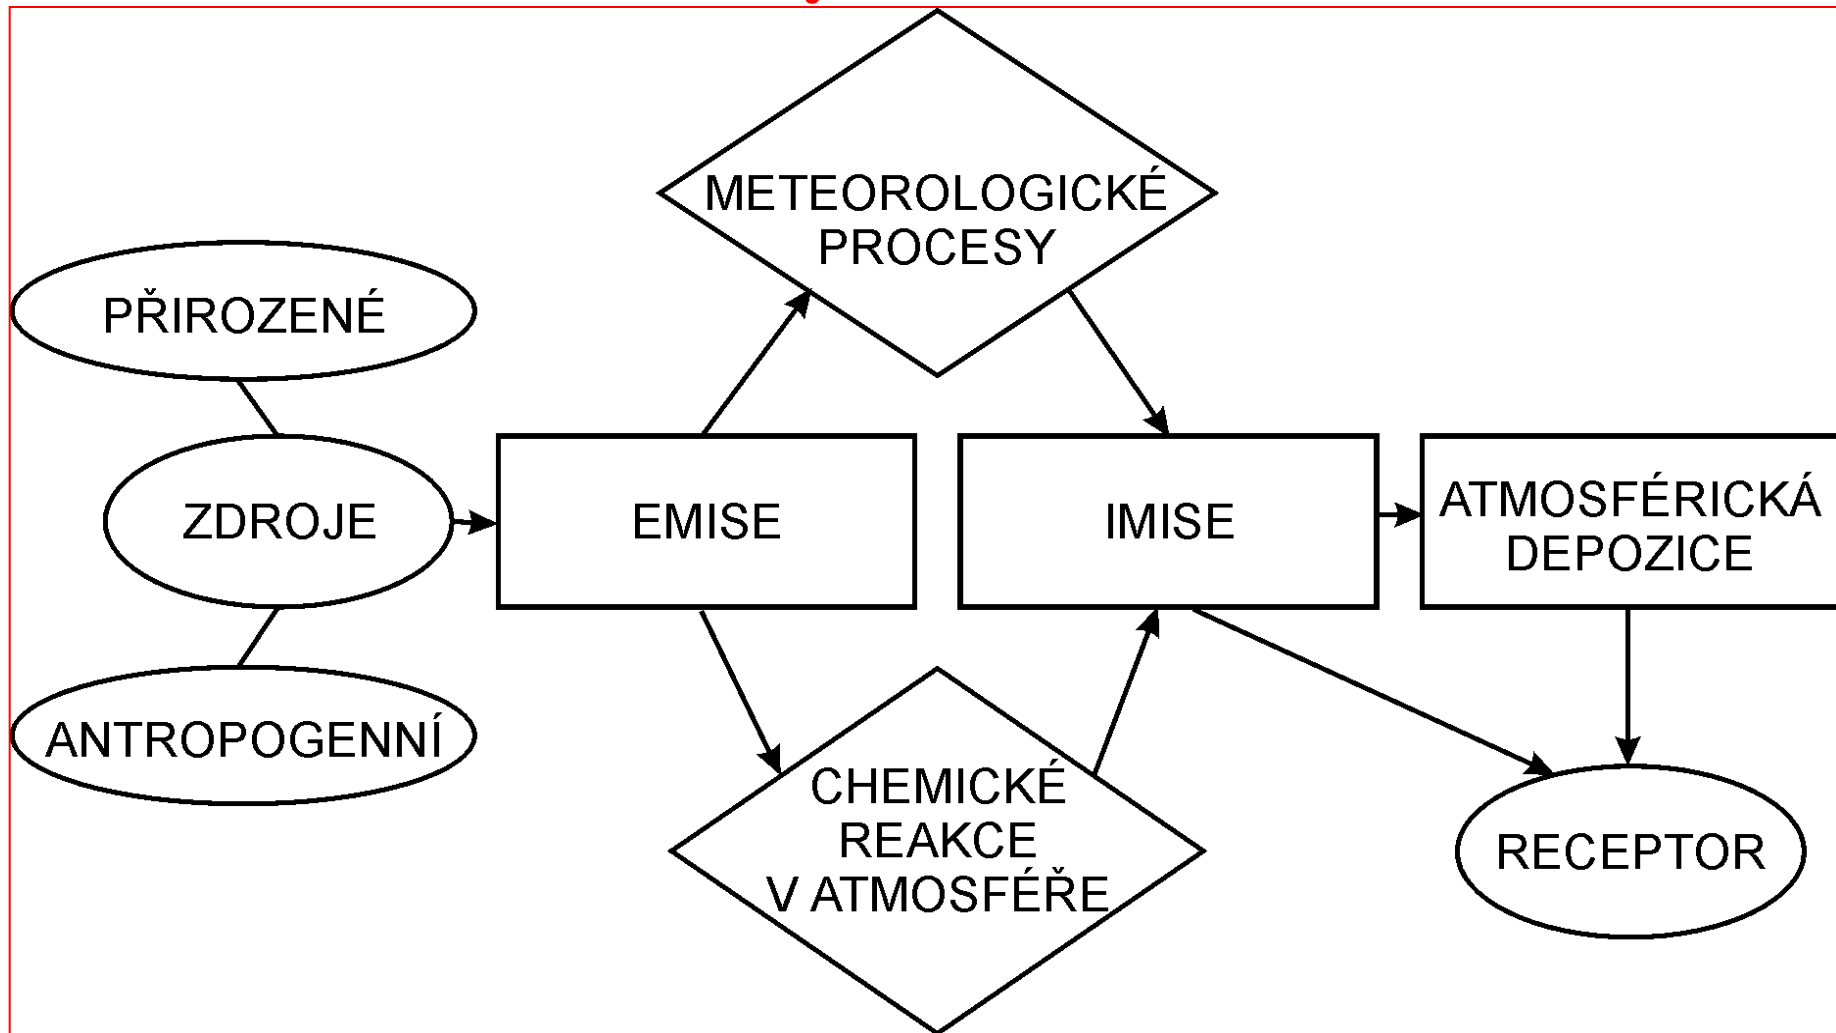 METEOROLOGICKÉ
PROCESY
PŘIROZENÉ
ZDROJE
EMISE
IMISE
ATMOSFÉRICKÁ
DEPOZICE
ANTROPOGENNÍ
CHEMICKÉ
REAKCE
V ATMOSFÉŘE
RECEPTOR